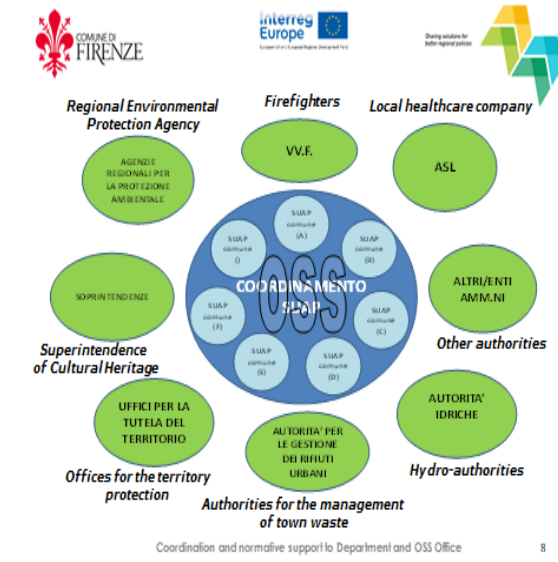 COMUNE DI
FIRENZE
Interreg
Europe
European Union | European Regional Development Fund
Sharing solutions for
better regional policies
Regional Environmental
Protection Agency
Firefighters
Local healthcare company
AGENZIE
REGIONALI PER
LA PROTEZIONE
AMBIENTALE
VV.F.
ASL
SUAP
comune
(A)
SUAP
comune
()
SUAP
comune
(B)
COORDINAMENTO
SUAP
OSS
SOPRINTENDENZE
ALTRI/ENTI
AMM.NI
SUAP
comune
(F)
SUAP
comune
(C)
Superintendence
of Cultural Heritage
Other authorities
SUAP
comune
(E)
SUAP
comune
(D)
UFFICI PER LA
TUTELA DEL
TERRITORIO
AUTORITA' PER
LE GESTIONE
DEI RIFIUTI
URBANI
AUTORITA'
IDRICHE
Offices for the territory
protection
Hydro-authorities
Authorities for the management
of town waste
Coordination and normative support to Department and OSS Office
8